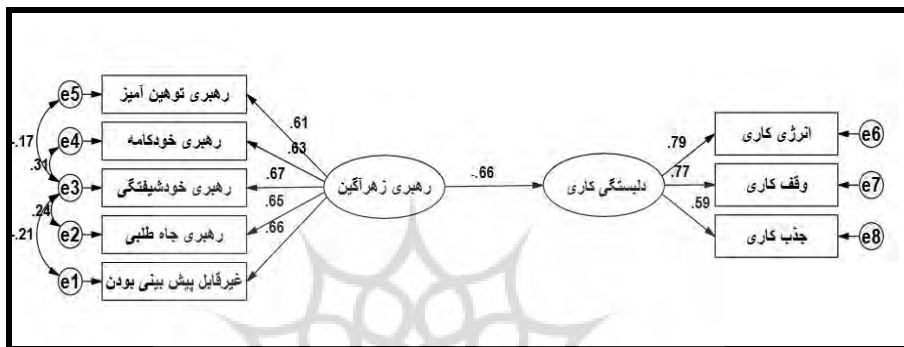 e5
رهبری توهین آمیز
e4
رهبری خودکامه
e3
رهبری خودشیفتگی
e2
رهبری جاه طلبی
e1
غیرقابل پیش بینی بودن
-.17
.31
.24
-.21
.61
.63
.67
.65
.66
رهبری زهرآگین
-.66
دلبستگی کاری
.79
.77
.59
انرژی کاری
e6
وقف کاری
e7
جذب کاری
e8